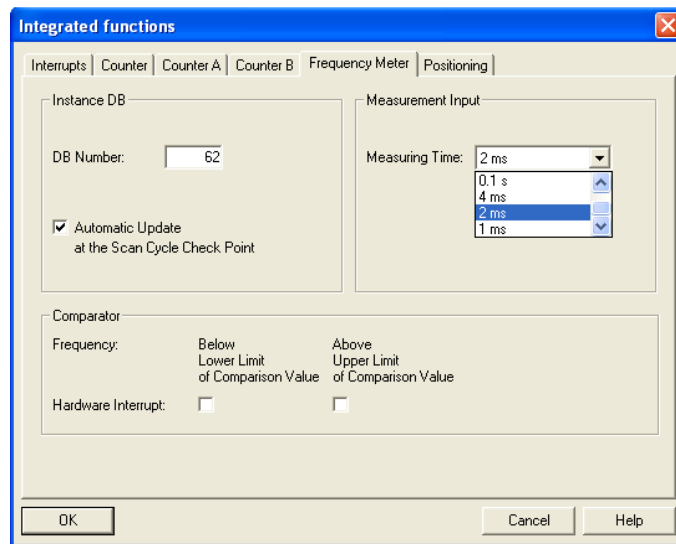 Integrated functions
Interrupts Counter Counter A Counter B Frequency Meter Positioning
Instance DB
DB Number: 62
Automatic Update
at the Scan Cycle Check Point
Measurement Input
Measuring Time: 2 ms
0.1 s
4 ms
2 ms
1 ms
Comparator
Frequency: Below Above
Lower Limit Upper Limit
of Comparison Value of Comparison Value
Hardware Interrupt:
OK Cancel Help